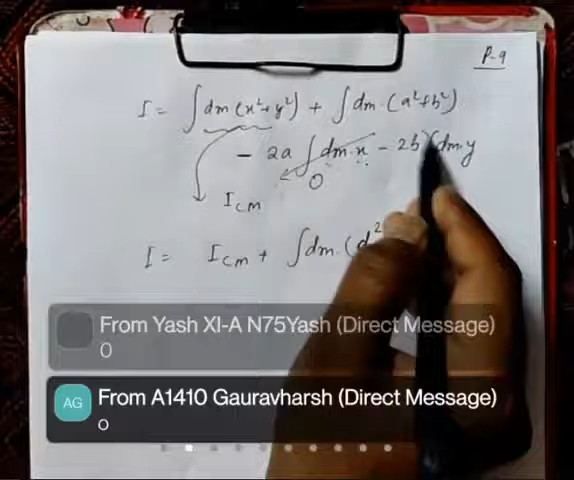 P-9
I = ∫dm(x²+y²) + ∫dm·(a²+b²)
- 2a ∫dm·x - 2b ∫dm y
0
Icm
I = Icm + ∫dm·(d²
From Yash XI-A N75Yash (Direct Message)
0
AG From A1410 Gauravharsh (Direct Message)
o